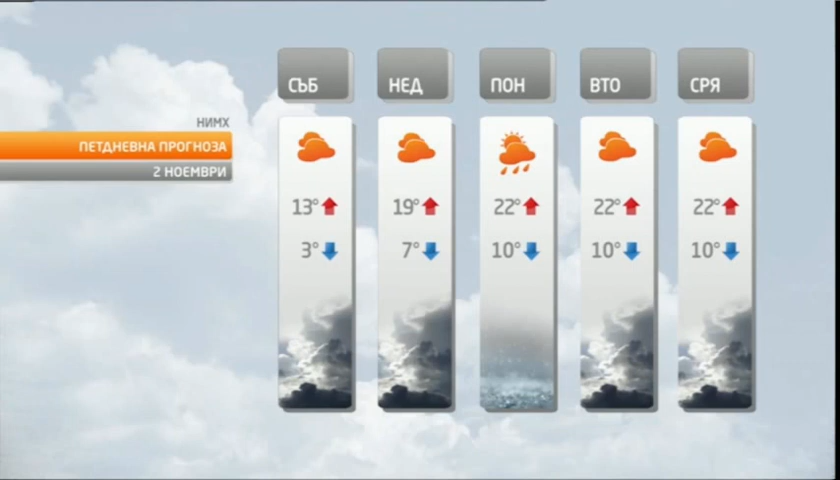 СЪБ НЕД ПОН ВТО СРЯ
НИМХ
ПЕТДНЕВНА ПРОГНОЗА
2 НОЕМВРИ
13° 19° 22° 22° 22°
3° 7° 10° 10° 10°